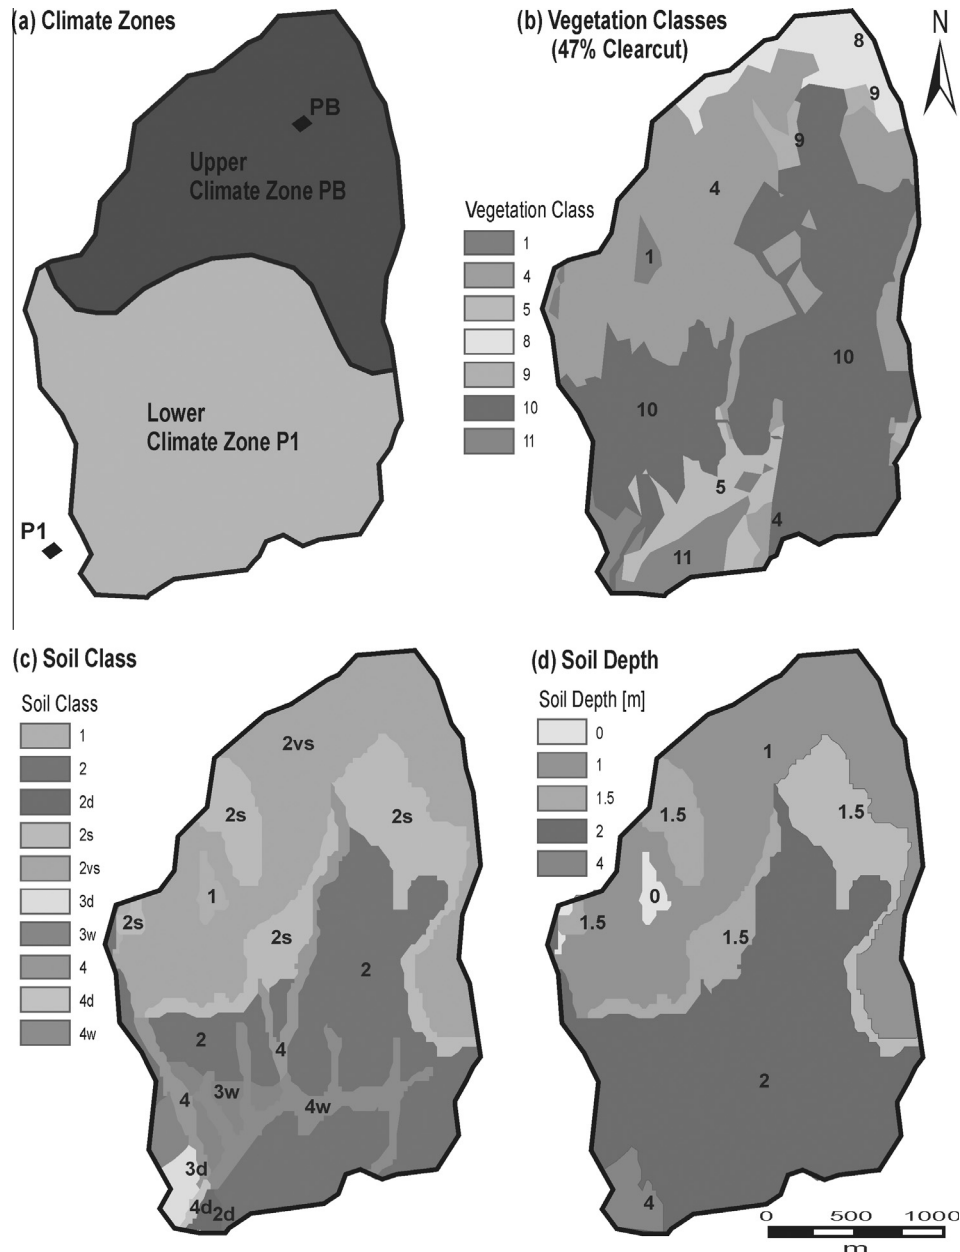 (a) Climate Zones
PB
Upper
Climate Zone PB
Lower
Climate Zone P1
P1
(b) Vegetation Classes
(47% Clearcut)
N
Vegetation Class
1
4
5
8
9
10
11
8
9
9
4
1
10
10
5
4
11
(c) Soil Class
Soil Class
1
2
2d
2s
2vs
3d
3w
4
4d
4w
2vs
2s
2s
1
2s
2s
2
2
4
3w
4
4w
3d
4d
2d
(d) Soil Depth
Soil Depth [m]
0
1
1.5
2
4
1
1.5
1.5
0
1.5
1.5
2
4
0 500 1000
m